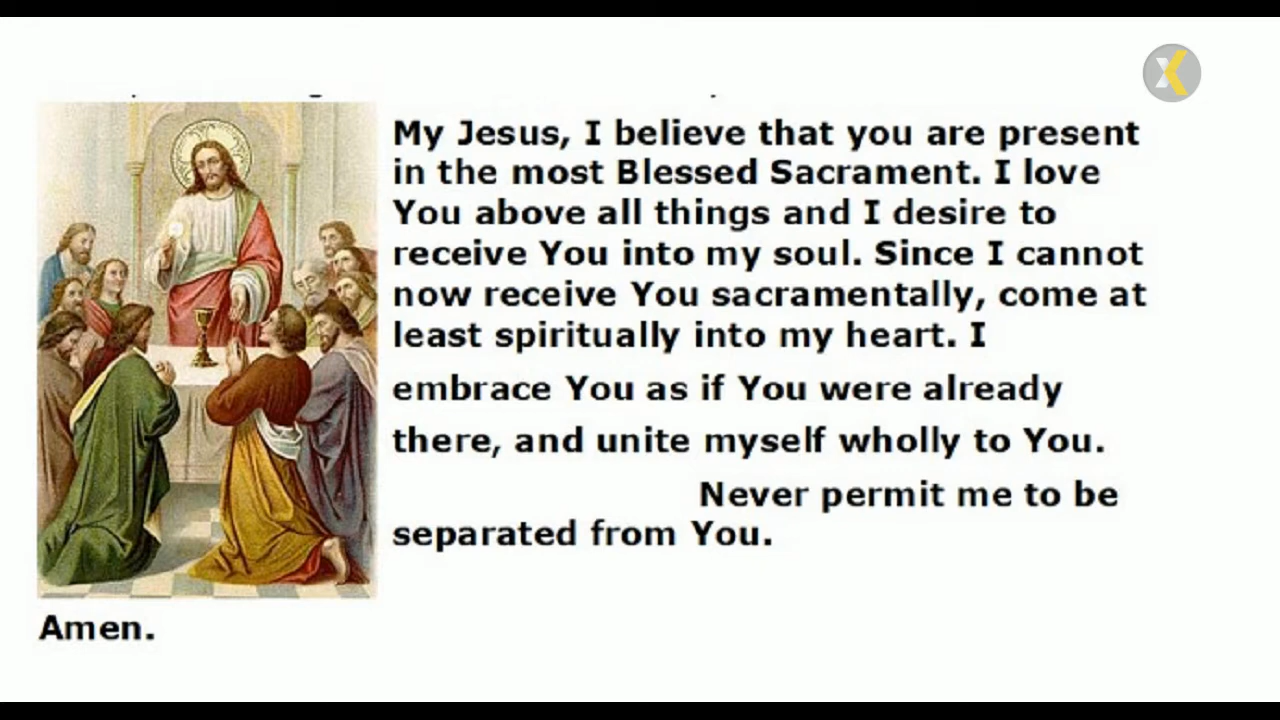 My Jesus, I believe that you are present
in the most Blessed Sacrament. I love
You above all things and I desire to
receive You into my soul. Since I cannot
now receive You sacramentally, come at
least spiritually into my heart. I
embrace You as if You were already
there, and unite myself wholly to You.
Never permit me to be
separated from You.
Amen.